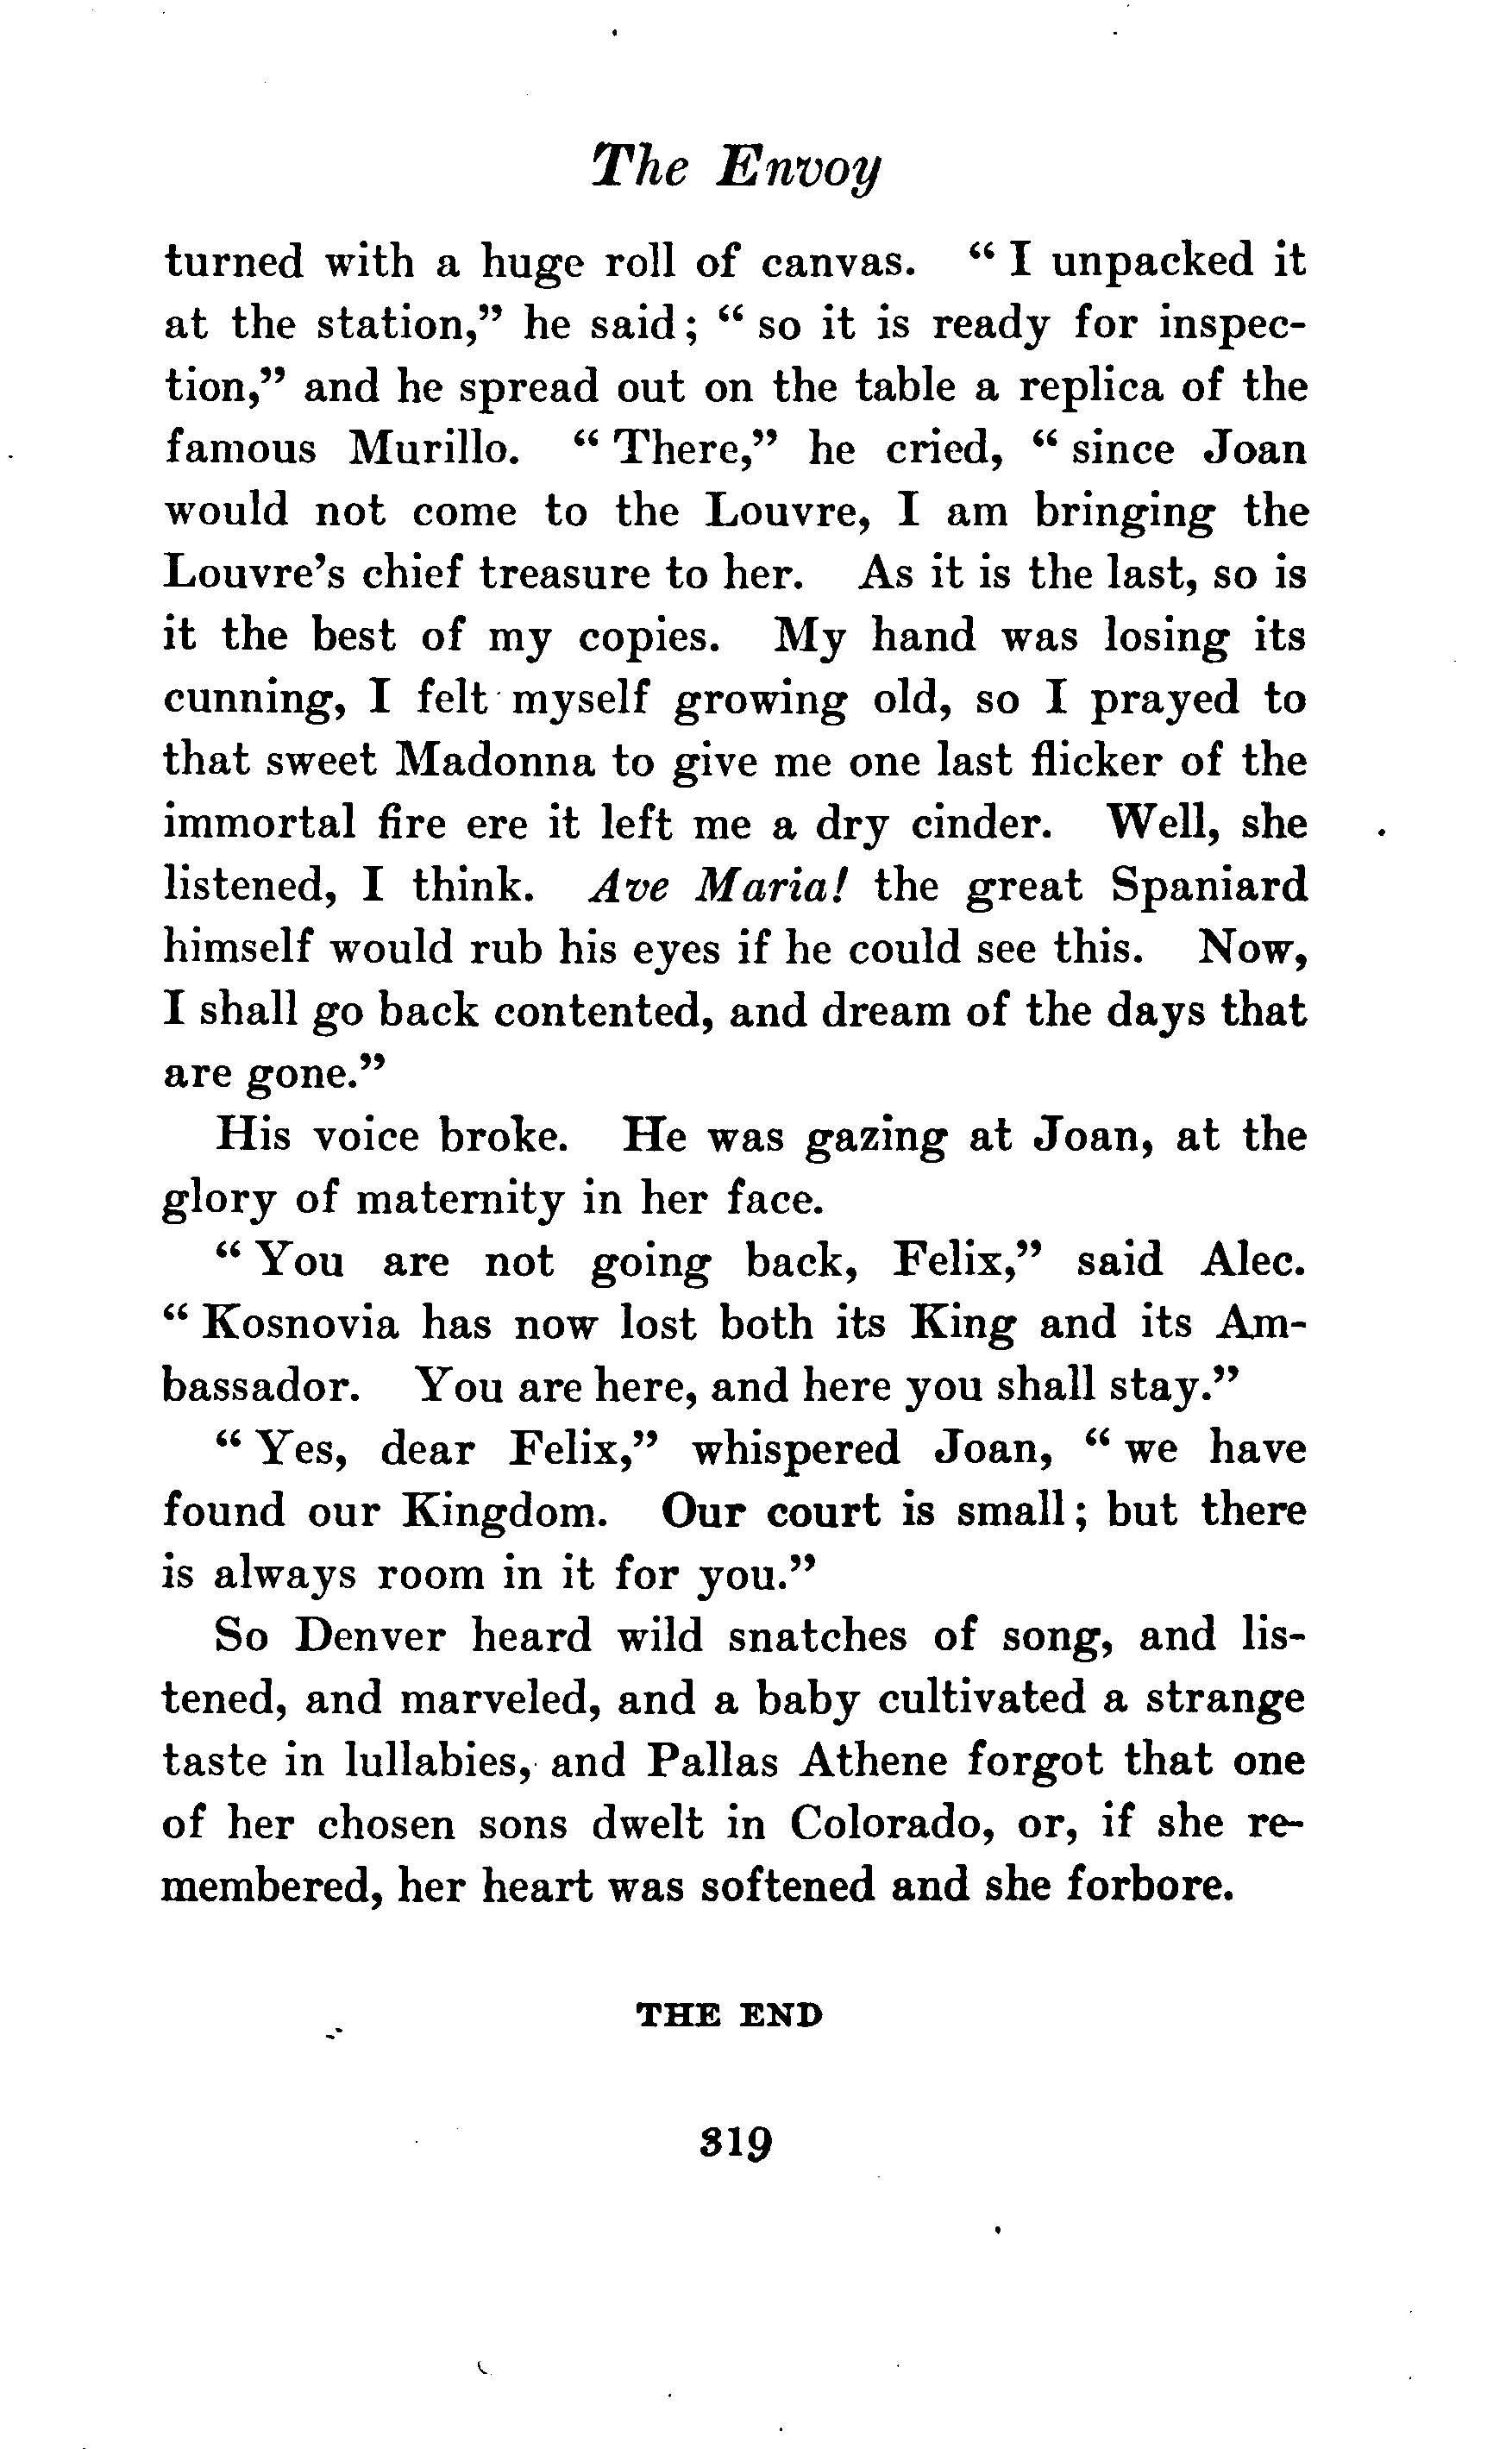 The Envoy
turned with a huge roll of canvas. “ I unpacked it
at the station,” he said; “ so it is ready for inspec-
tion,” and he spread out on the table a replica of the
famous Murillo. “ There,” he cried, “ since Joan
would not come to the Louvre, I am bringing the
Louvre’s chief treasure to her. As it is the last, so is
it the best of my copies. My hand was losing its
cunning, I felt myself growing old, so I prayed to
that sweet Madonna to give me one last flicker of the
immortal fire ere it left me a dry cinder. Well, she
listened, I think. Ave Maria! the great Spaniard
himself would rub his eyes if he could see this. Now,
I shall go back contented, and dream of the days that
are gone.”
His voice broke. He was gazing at Joan, at the
glory of maternity in her face.
“ You are not going back, Felix,” said Alec.
“ Kosnovia has now lost both its King and its Am-
bassador. You are here, and here you shall stay.”
“ Yes, dear Felix,” whispered Joan, “ we have
found our Kingdom. Our court is small; but there
is always room in it for you.”
So Denver heard wild snatches of song, and lis-
tened, and marveled, and a baby cultivated a strange
taste in lullabies, and Pallas Athene forgot that one
of her chosen sons dwelt in Colorado, or, if she re-
membered, her heart was softened and she forbore.
THE END
319